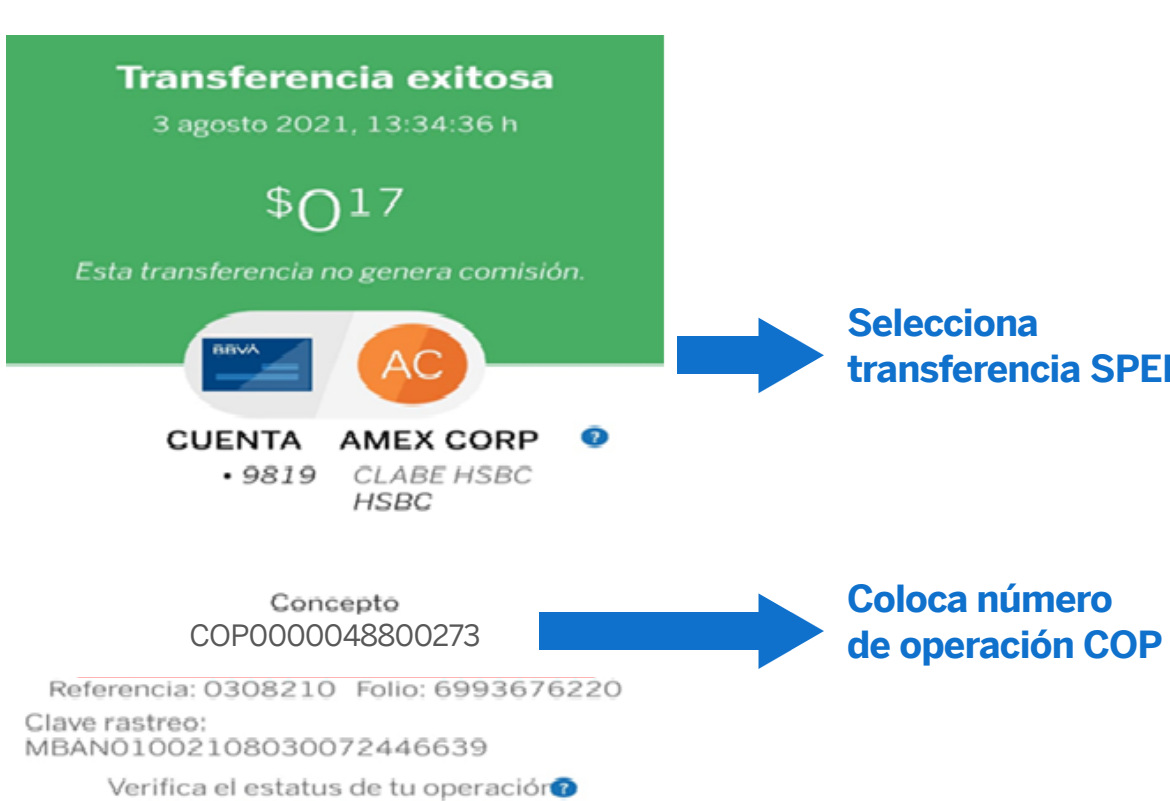 Transferencia exitosa
3 agosto 2021, 13:34:36 h
$0 17
Esta transferencia no genera comisión.
BBVA
AC
CUENTA AMEX CORP ?
• 9819 CLABE HSBC
HSBC
Selecciona
transferencia SPEI
Concepto
COP0000048800273
Coloca número
de operación COP
Referencia: 0308210 Folio: 6993676220
Clave rastreo:
MBAN01002108030072446639
Verifica el estatus de tu operación ?